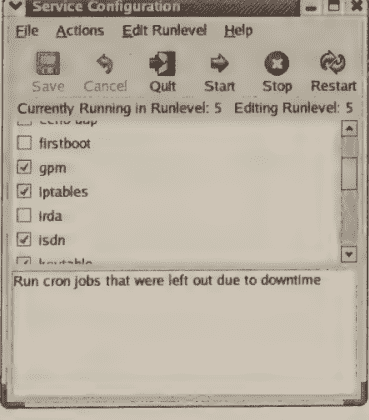 Service Configuration
File Actions Edit Runlevel Help
Save Cancel Quit Start Stop Restart
Currently Running in Runlevel: 5 Editing Runlevel: 5
firstboot
gpm
iptables
irda
isdn
Run cron jobs that were left out due to downtime